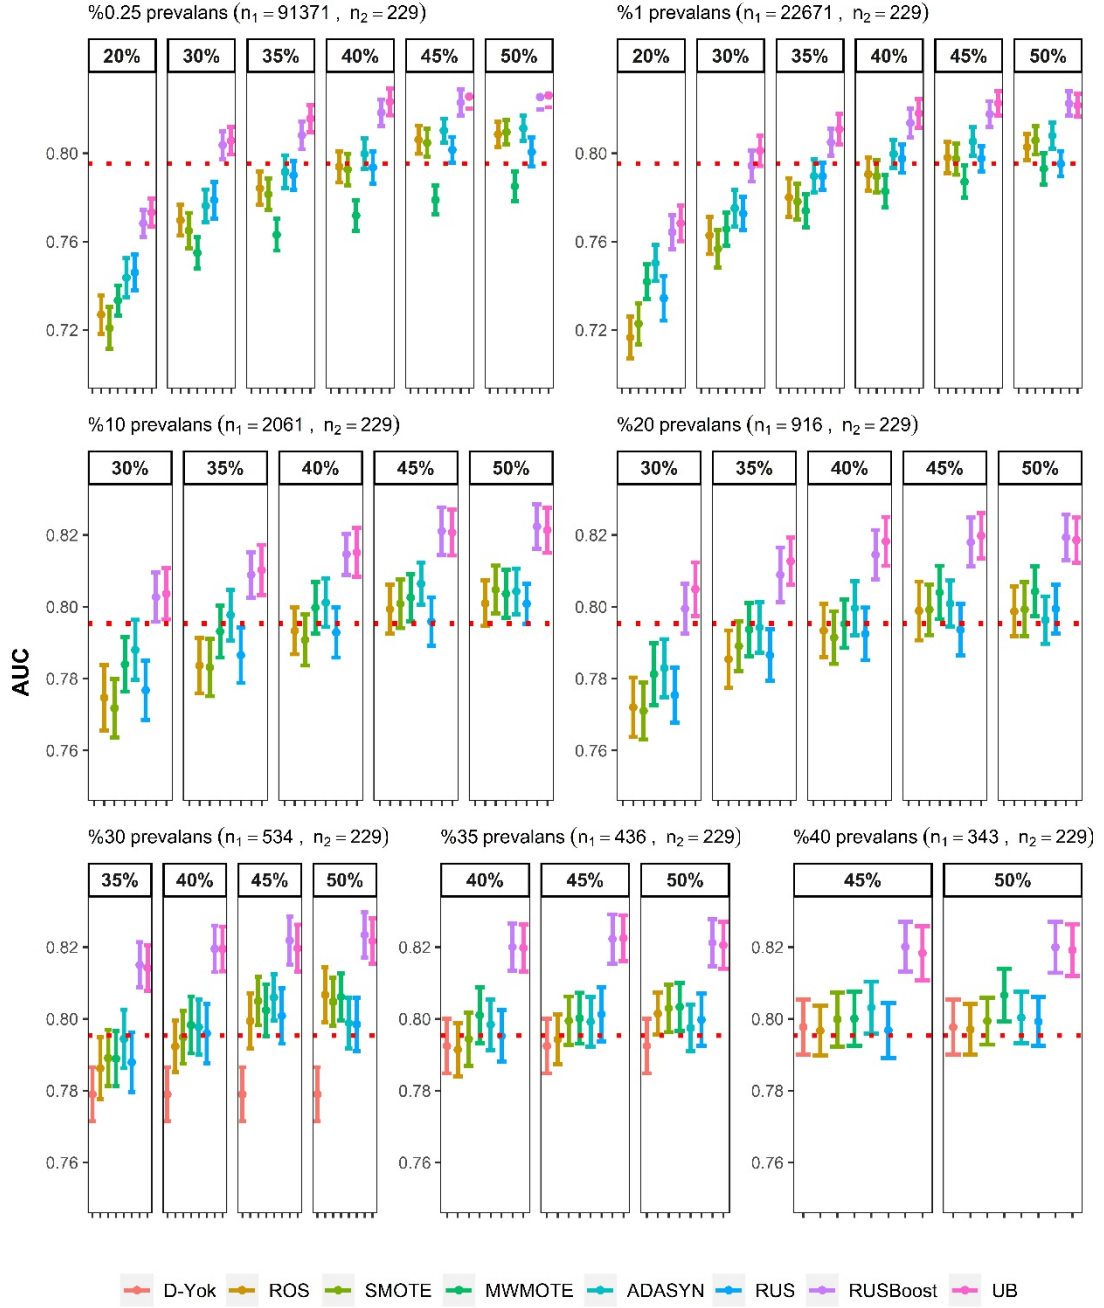 %0.25 prevalans (n₁ = 91371 , n₂ = 229)
20% 30% 35% 40% 45% 50%
0.80
0.76
0.72
%1 prevalans (n₁ = 22671 , n₂ = 229)
20% 30% 35% 40% 45% 50%
0.80
0.76
0.72
%10 prevalans (n₁ = 2061 , n₂ = 229)
30% 35% 40% 45% 50%
0.82
0.80
0.78
0.76
%20 prevalans (n₁ = 916 , n₂ = 229)
30% 35% 40% 45% 50%
0.82
0.80
0.78
0.76
AUC
%30 prevalans (n₁ = 534 , n₂ = 229)
35% 40% 45% 50%
0.82
0.80
0.78
0.76
%35 prevalans (n₁ = 436 , n₂ = 229)
40% 45% 50%
0.82
0.80
0.78
0.76
%40 prevalans (n₁ = 343 , n₂ = 229)
45% 50%
0.82
0.80
0.78
0.76
D-Yok ROS SMOTE MWMOTE ADASYN RUS RUSBoost UB